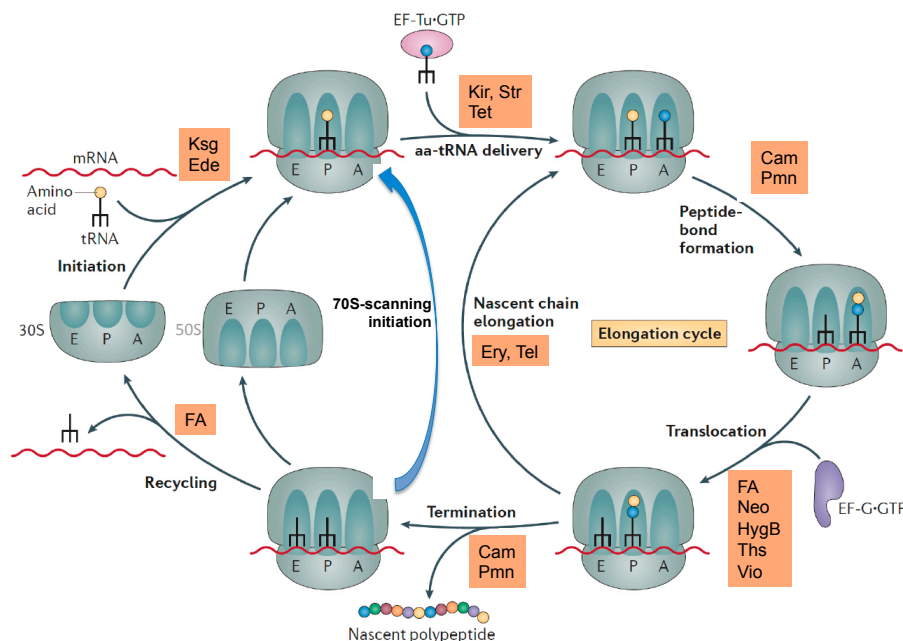 EF-Tu·GTP
Kir, Str
Tet
aa-tRNA delivery
E P A
E P A
mRNA
Ksg
Ede
Amino
acid
tRNA
Initiation
Cam
Pmn
Peptide-
bond
formation
30S
E P A
50S
E P A
70S-scanning
initiation
Nascent chain
elongation
Ery, Tel
Elongation cycle
E P A
FA
Recycling
Translocation
FA
Neo
HygB
Ths
Vio
EF-G·GTP
E P A
Termination
Cam
Pmn
E P A
Nascent polypeptide